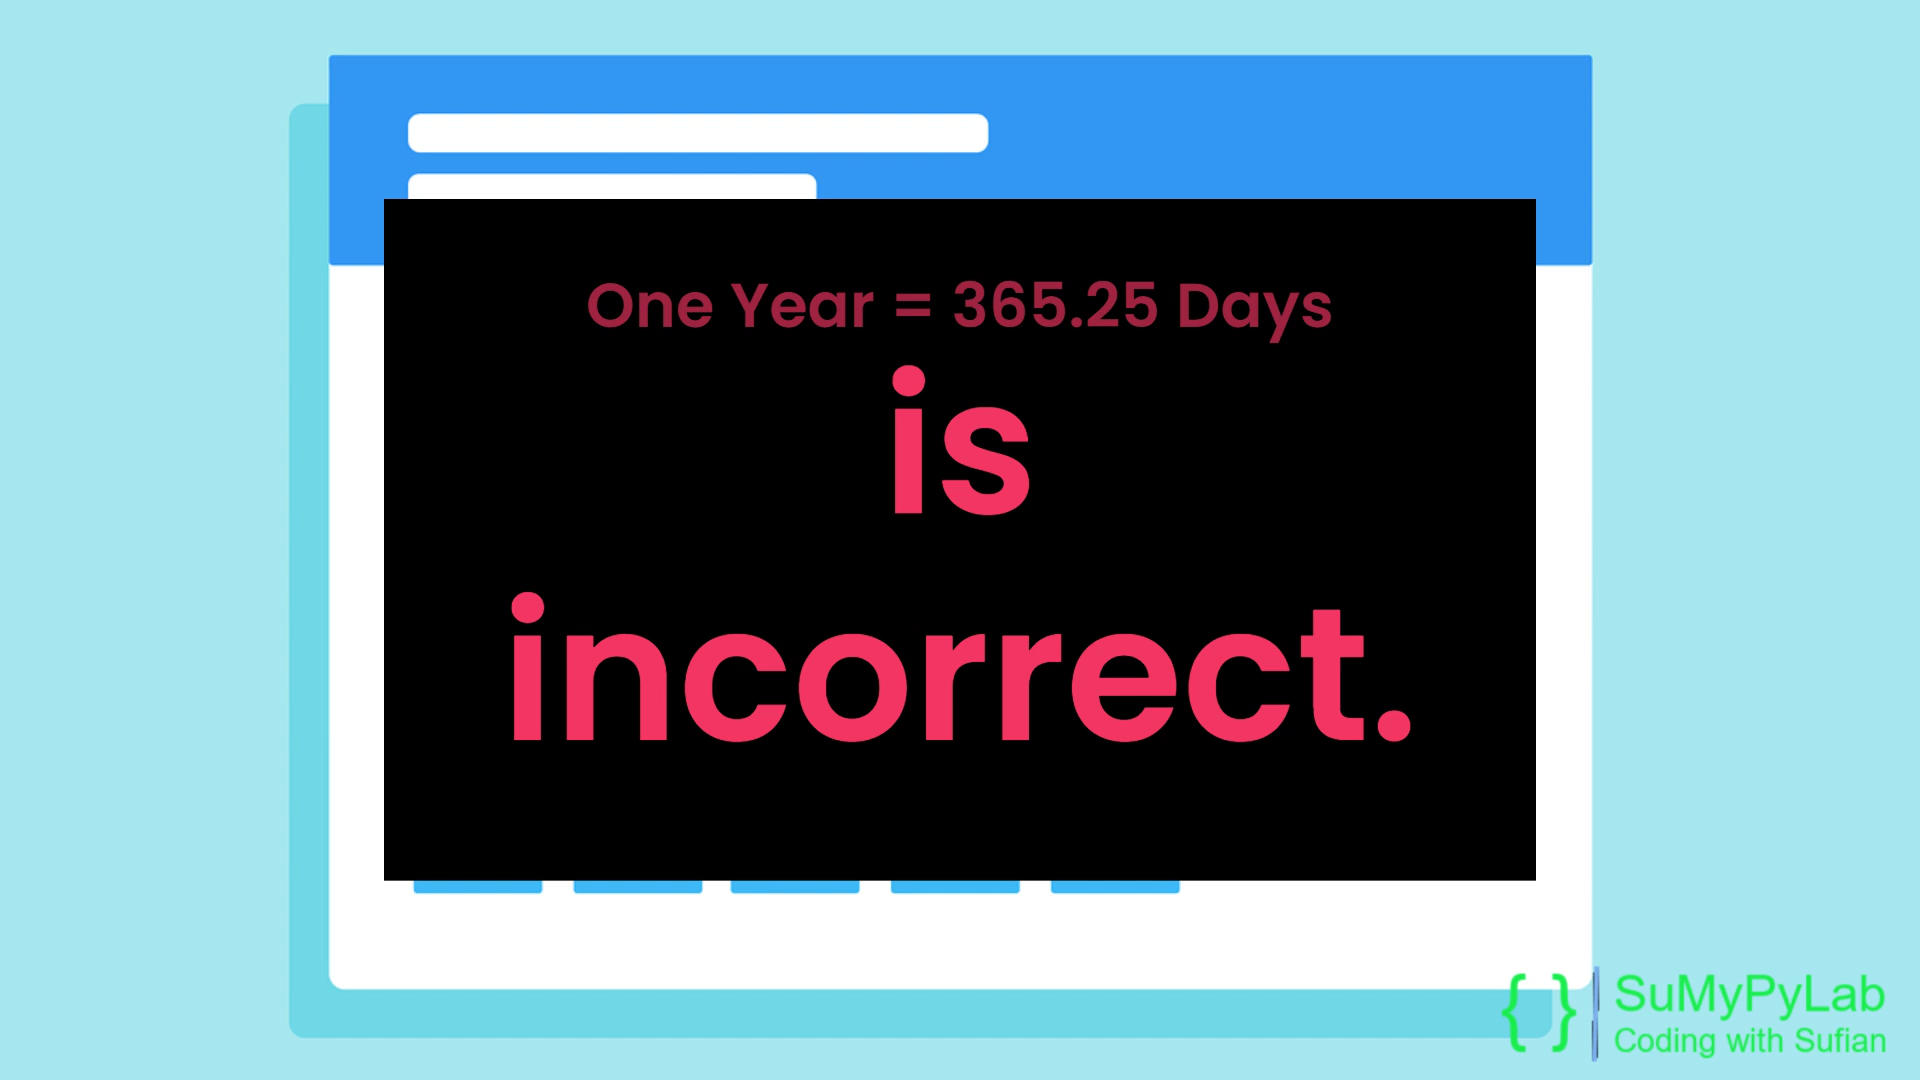 One Year = 365.25 Days
is
incorrect.
{ } SuMyPyLab
Coding with Sufian